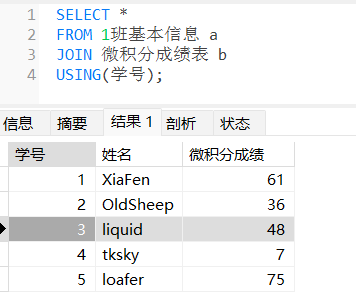 1 SELECT *
2 FROM 1班基本信息 a
3 JOIN 微积分成绩表 b
4 USING(学号);
信息 摘要 结果 1 剖析 状态
学号 姓名 微积分成绩
1 XiaFen 61
2 OldSheep 36
3 liquid 48
4 tksky 7
5 loafer 75